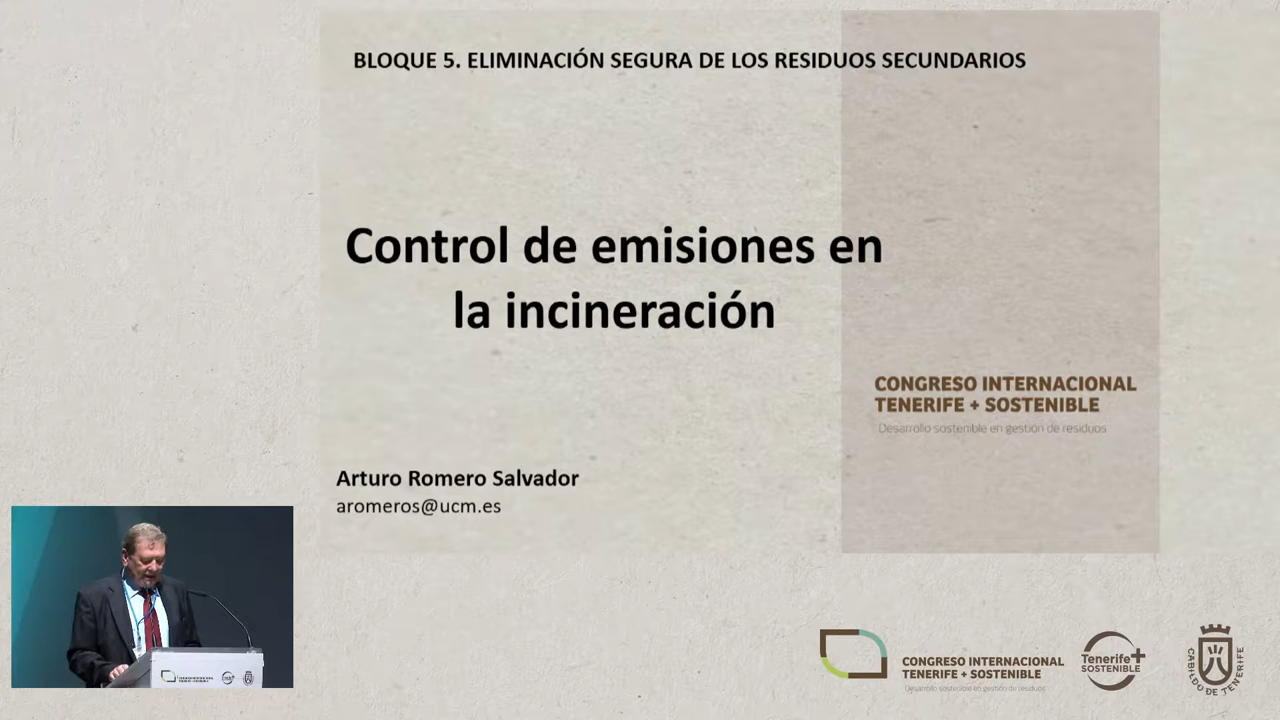 BLOQUE 5. ELIMINACIÓN SEGURA DE LOS RESIDUOS SECUNDARIOS
Control de emisiones en
la incineración
CONGRESO INTERNACIONAL
TENERIFE + SOSTENIBLE
Desarrollo sostenible en gestión de residuos
Arturo Romero Salvador
aromeros@ucm.es
CONGRESO INTERNACIONAL
TENERIFE + SOSTENIBLE
Desarrollo sostenible en gestión de residuos
Tenerife+
SOSTENIBLE
CABILDO DE TENERIFE